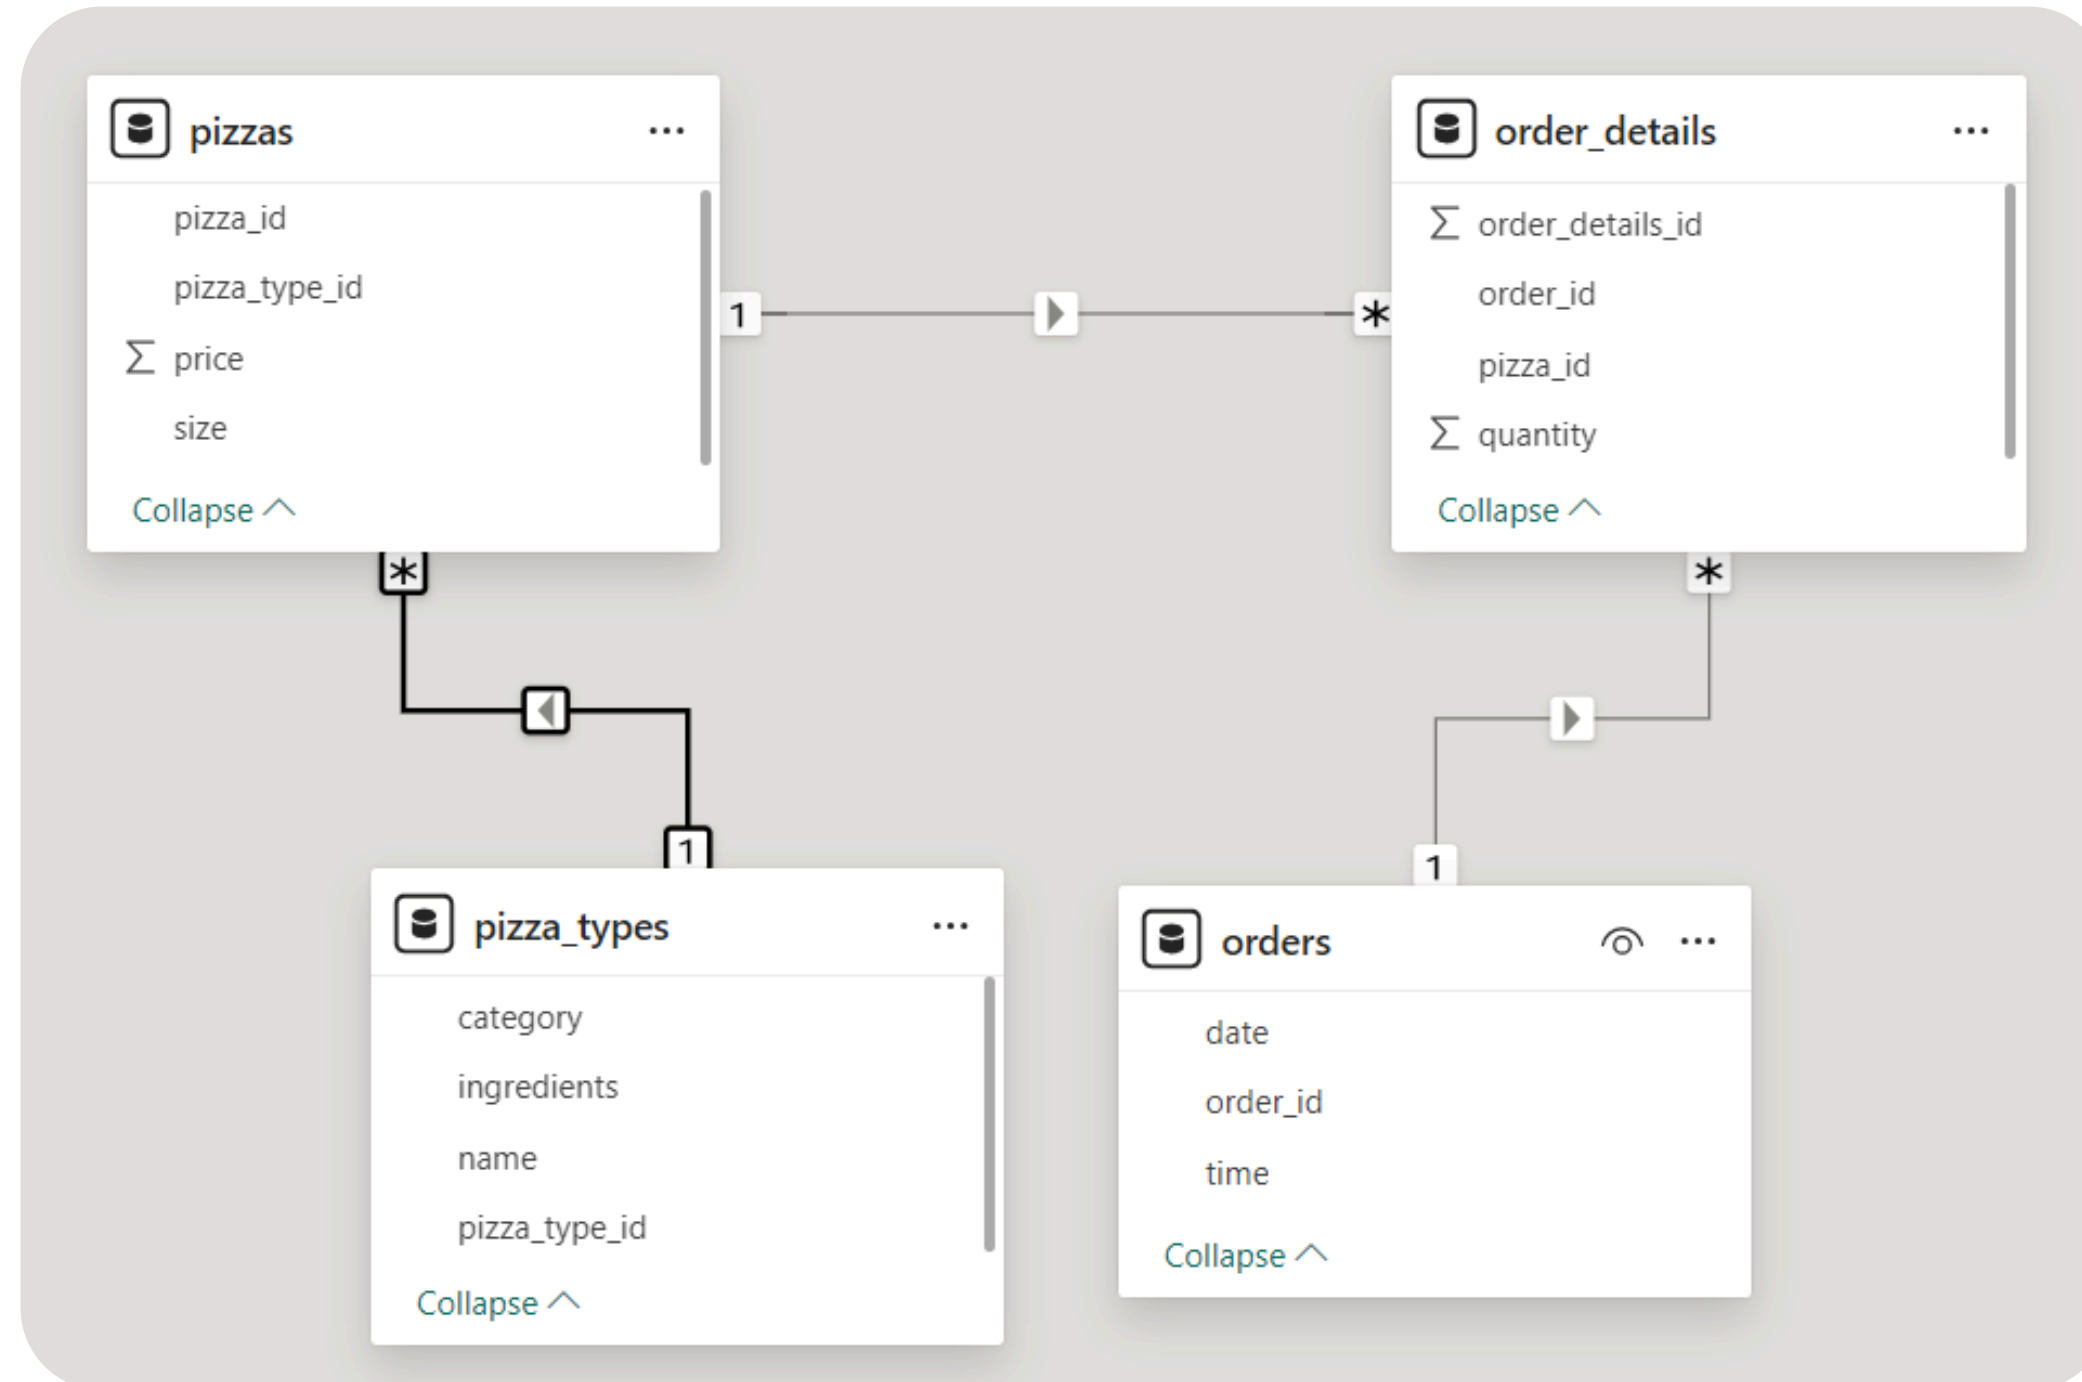 pizzas
pizza_id
pizza_type_id
Σ price
size
Collapse
order_details
Σ order_details_id
order_id
pizza_id
Σ quantity
Collapse
1
*
*
1
*
1
pizza_types
category
ingredients
name
pizza_type_id
Collapse
orders
date
order_id
time
Collapse